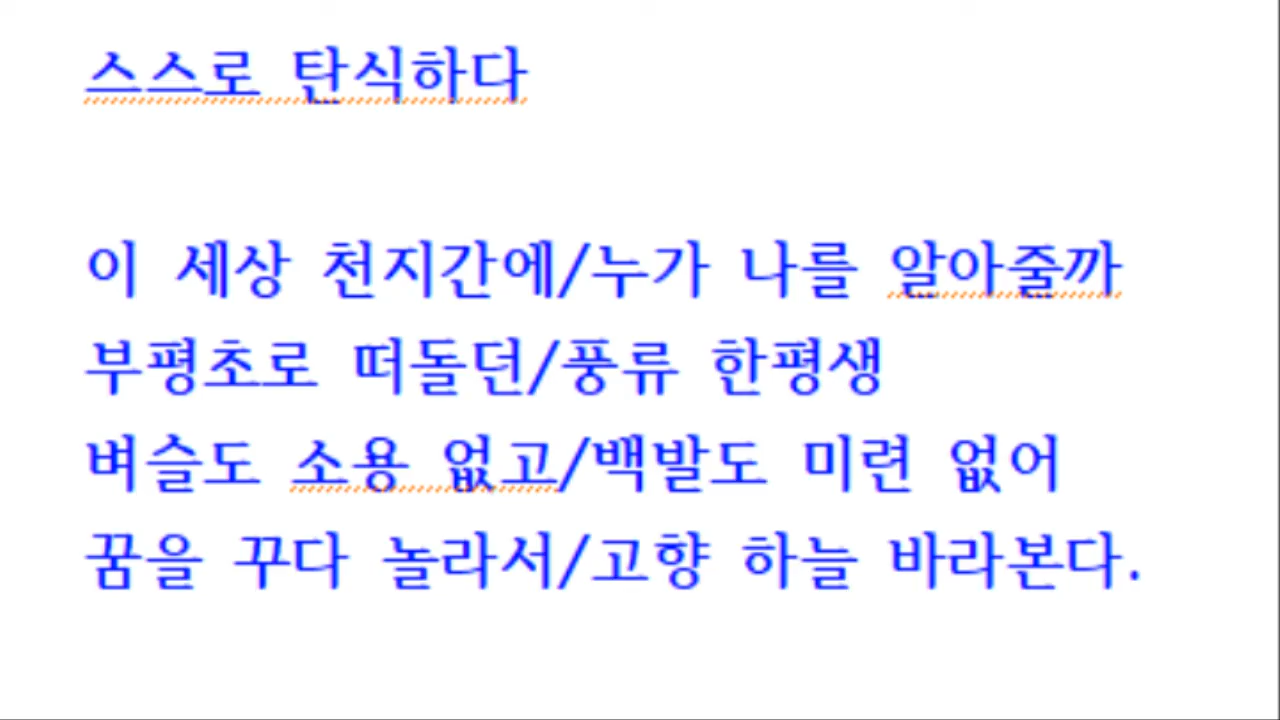 스스로 탄식하다
이 세상 천지간에/누가 나를 알아줄까
부평초로 떠돌던/풍류 한평생
벼슬도 소용 없고/백발도 미련 없어
꿈을 꾸다 놀라서/고향 하늘 바라본다.